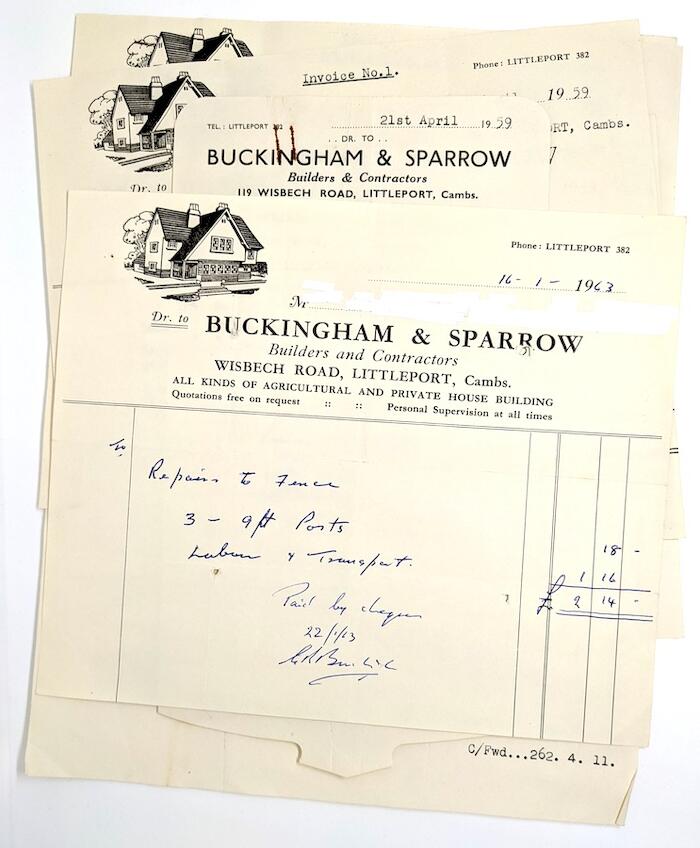 Invoice No.1.
Phone: LITTLEPORT 382
19 59
RT, Cambs.
Dr. to
TEL.: LITTLEPORT 382
21st April 1959
.. DR. TO ..
BUCKINGHAM & SPARROW
Builders & Contractors
119 WISBECH ROAD, LITTLEPORT, Cambs.
Phone: LITTLEPORT 382
16 - 1 - 1963
Dr. to BUCKINGHAM & SPARROW
Builders and Contractors
WISBECH ROAD, LITTLEPORT, Cambs.
ALL KINDS OF AGRICULTURAL AND PRIVATE HOUSE BUILDING
Quotations free on request :: :: Personal Supervision at all times
To
Repairs to Fence
3 - 9ft Posts 18 -
Labour & Transport. 1 16
£ 2 14 -
Paid by cheque
22/1/63
C/Fwd...262. 4. 11.